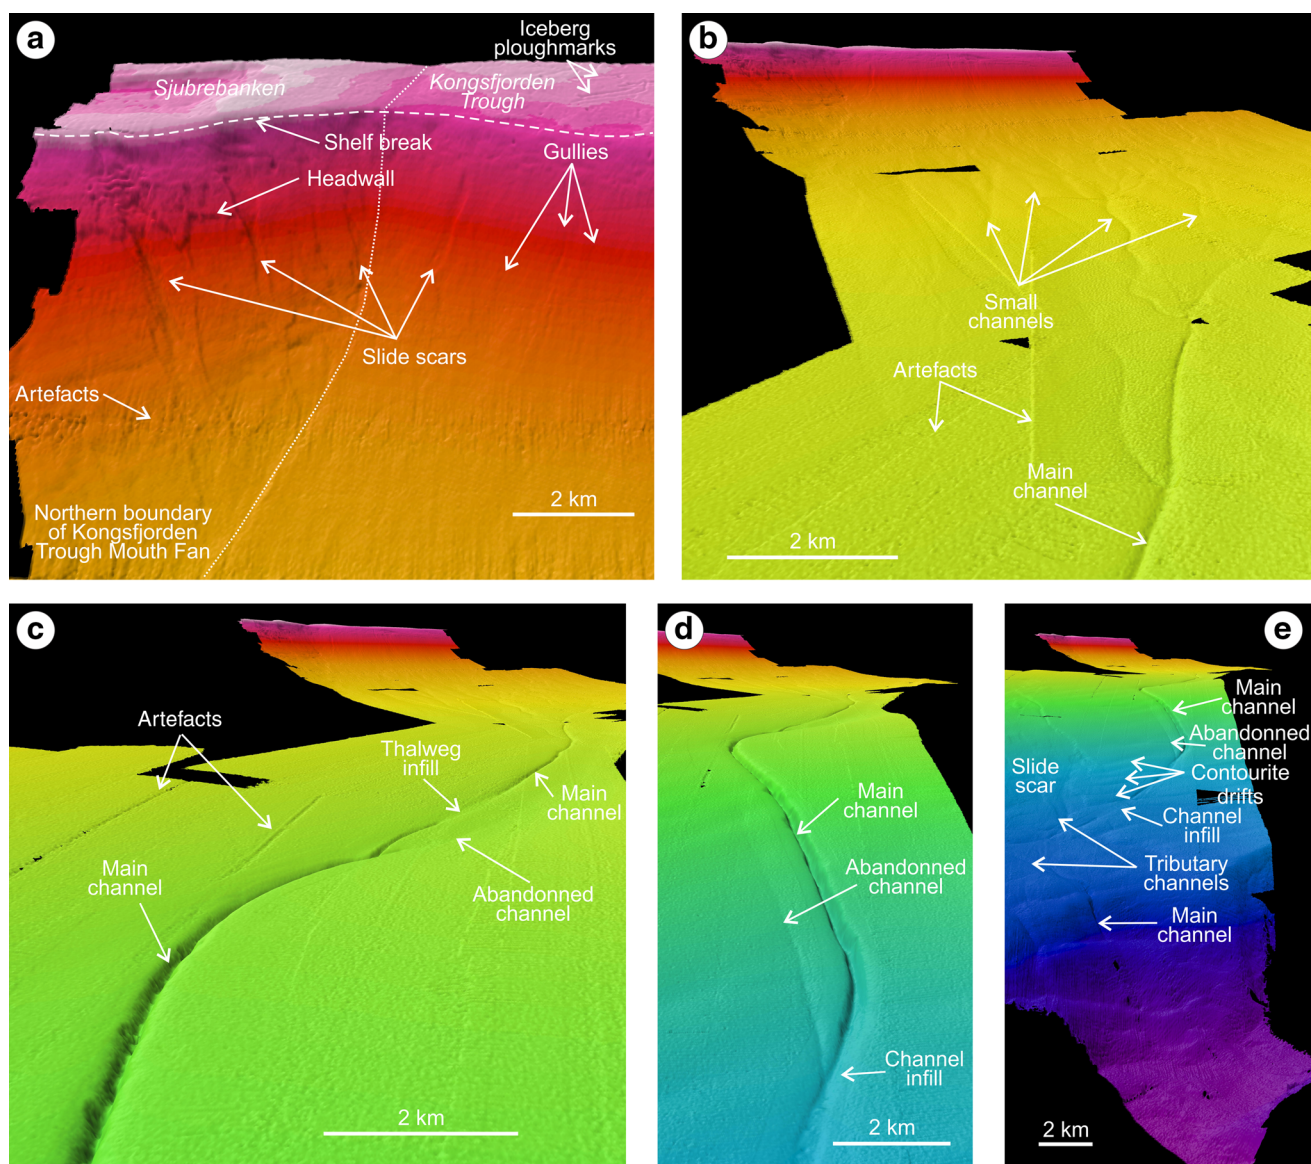 a
Iceberg
ploughmarks
Sjubrebanken
Kongsfjorden
Trough
Shelf break
Gullies
Headwall
Slide scars
Artefacts
2 km
Northern boundary
of Kongsfjorden
Trough Mouth Fan
b
Small
channels
Artefacts
Main
channel
2 km
c
Artefacts
Thalweg
infill
Main
channel
Main
channel
Abandonned
channel
2 km
d
Main
channel
Abandonned
channel
Channel
infill
2 km
e
Main
channel
Abandonned
channel
Slide
scar
Contourite
drifts
Channel
infill
Tributary
channels
Main
channel
2 km